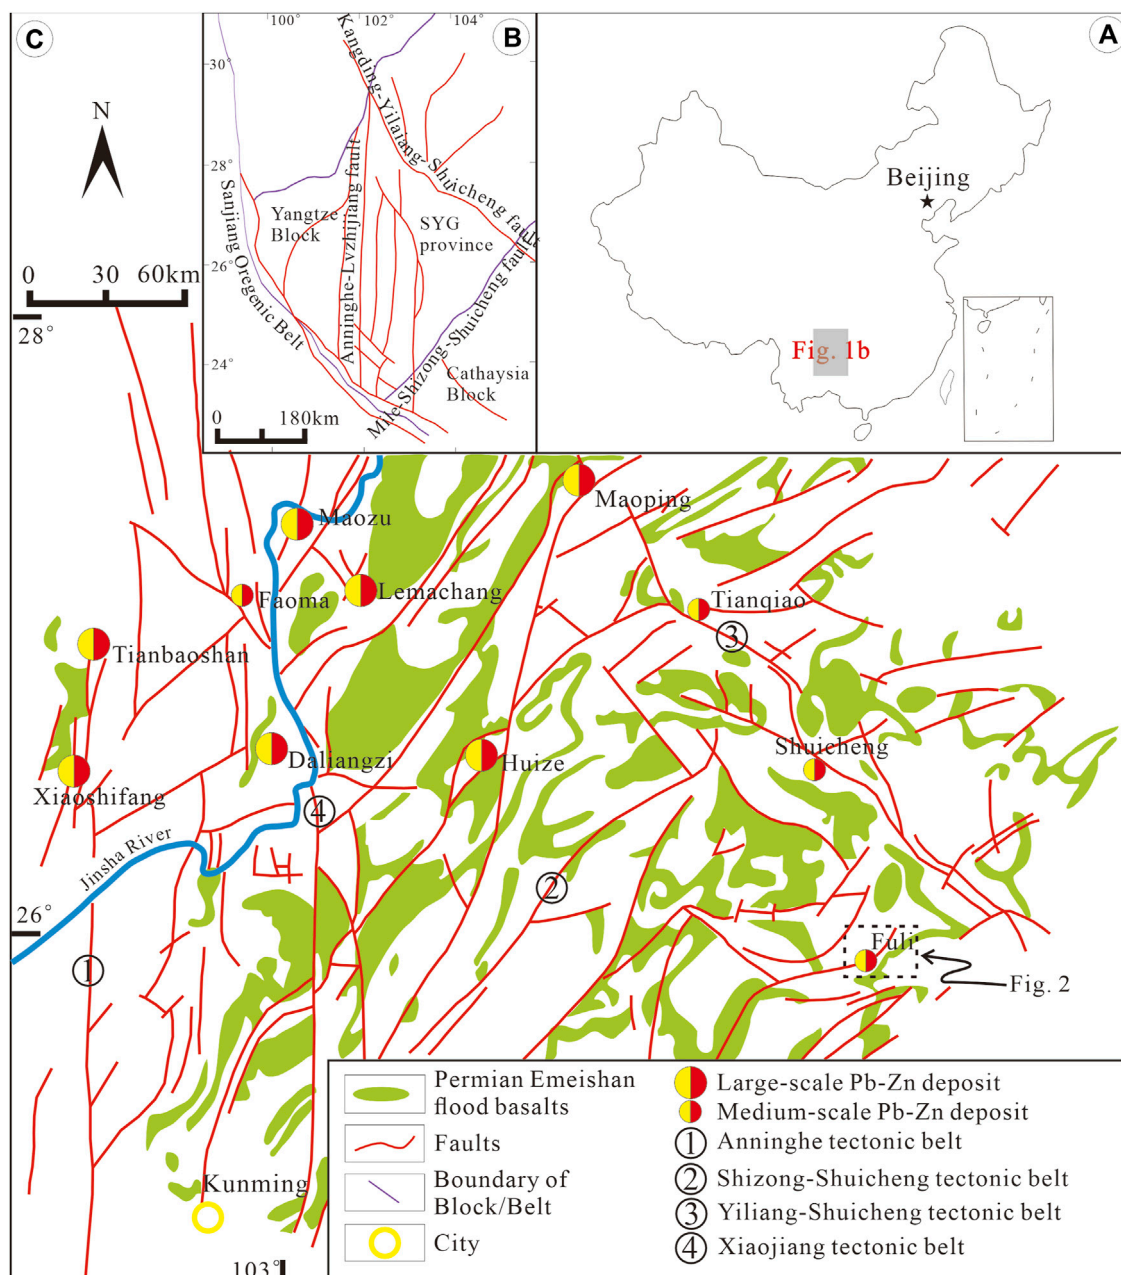 C
N
0 30 60km
28°
B
100° 102° 104°
30°
28°
26°
24°
Kangding-Yilaiang-Shuicheng fault
Anninghe-Lvzhijiang fault
Sanjiang Oregenic Belt
Yangtze
Block
SYG
province
Mile-Shizong-Shuicheng fault
Cathaysia
Block
0 180km
A
Beijing
Fig. 1b
Maoping
Maozu
Faoma
Lemachang
Tianqiao
3
Tianbaoshan
Daliangzi
Huize
Shuicheng
Xiaoshifang
4
Jinsha River
2
26°
1
Fuli
Fig. 2
Kunming
103°
Permian Emeishan
flood basalts
Faults
Boundary of
Block/Belt
City
Large-scale Pb-Zn deposit
Medium-scale Pb-Zn deposit
1 Anninghe tectonic belt
2 Shizong-Shuicheng tectonic belt
3 Yiliang-Shuicheng tectonic belt
4 Xiaojiang tectonic belt